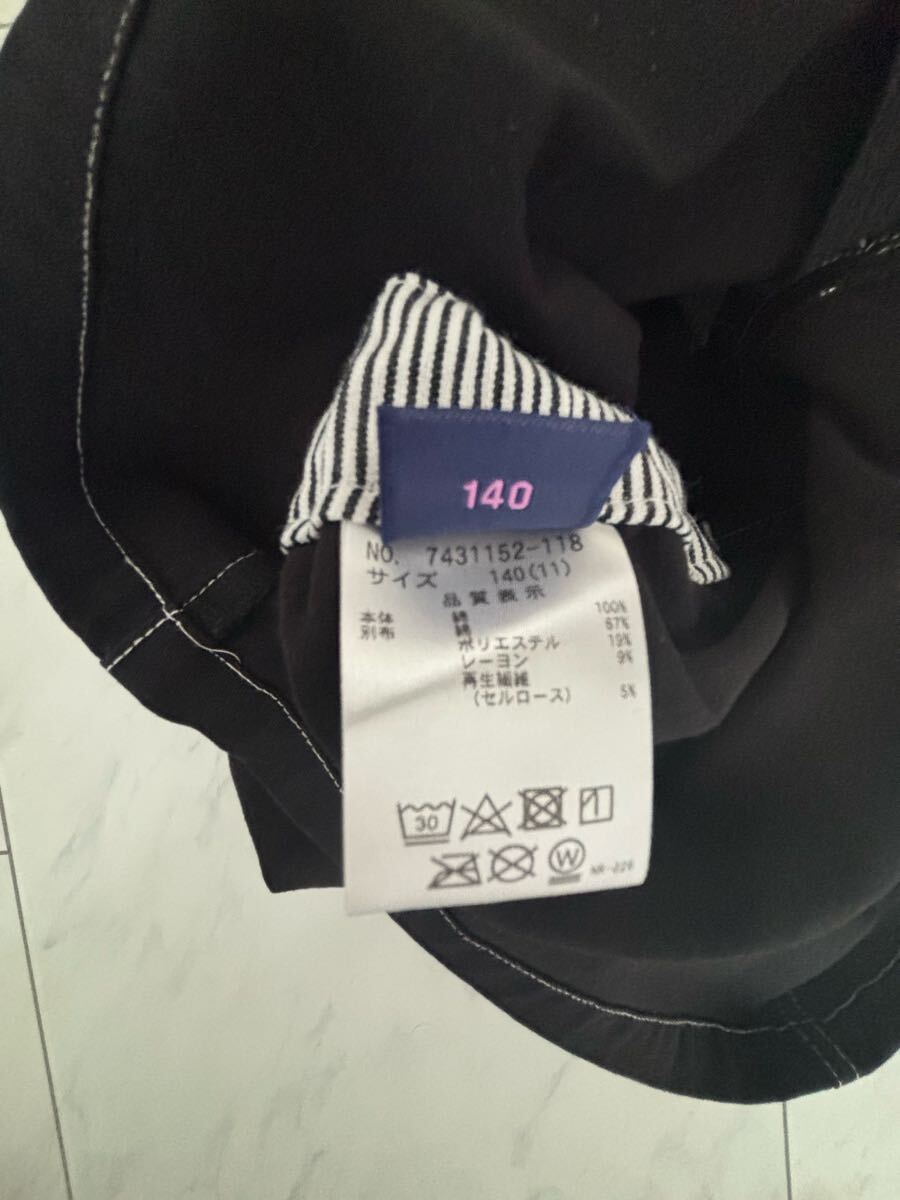 140
NO. 7431152-118
サイズ 140(11)
品質表示
本体 綿 100%
別布 綿 67%
ポリエステル 19%
レーヨン 9%
再生繊維
(セルロース) 5%
30
W NR-226